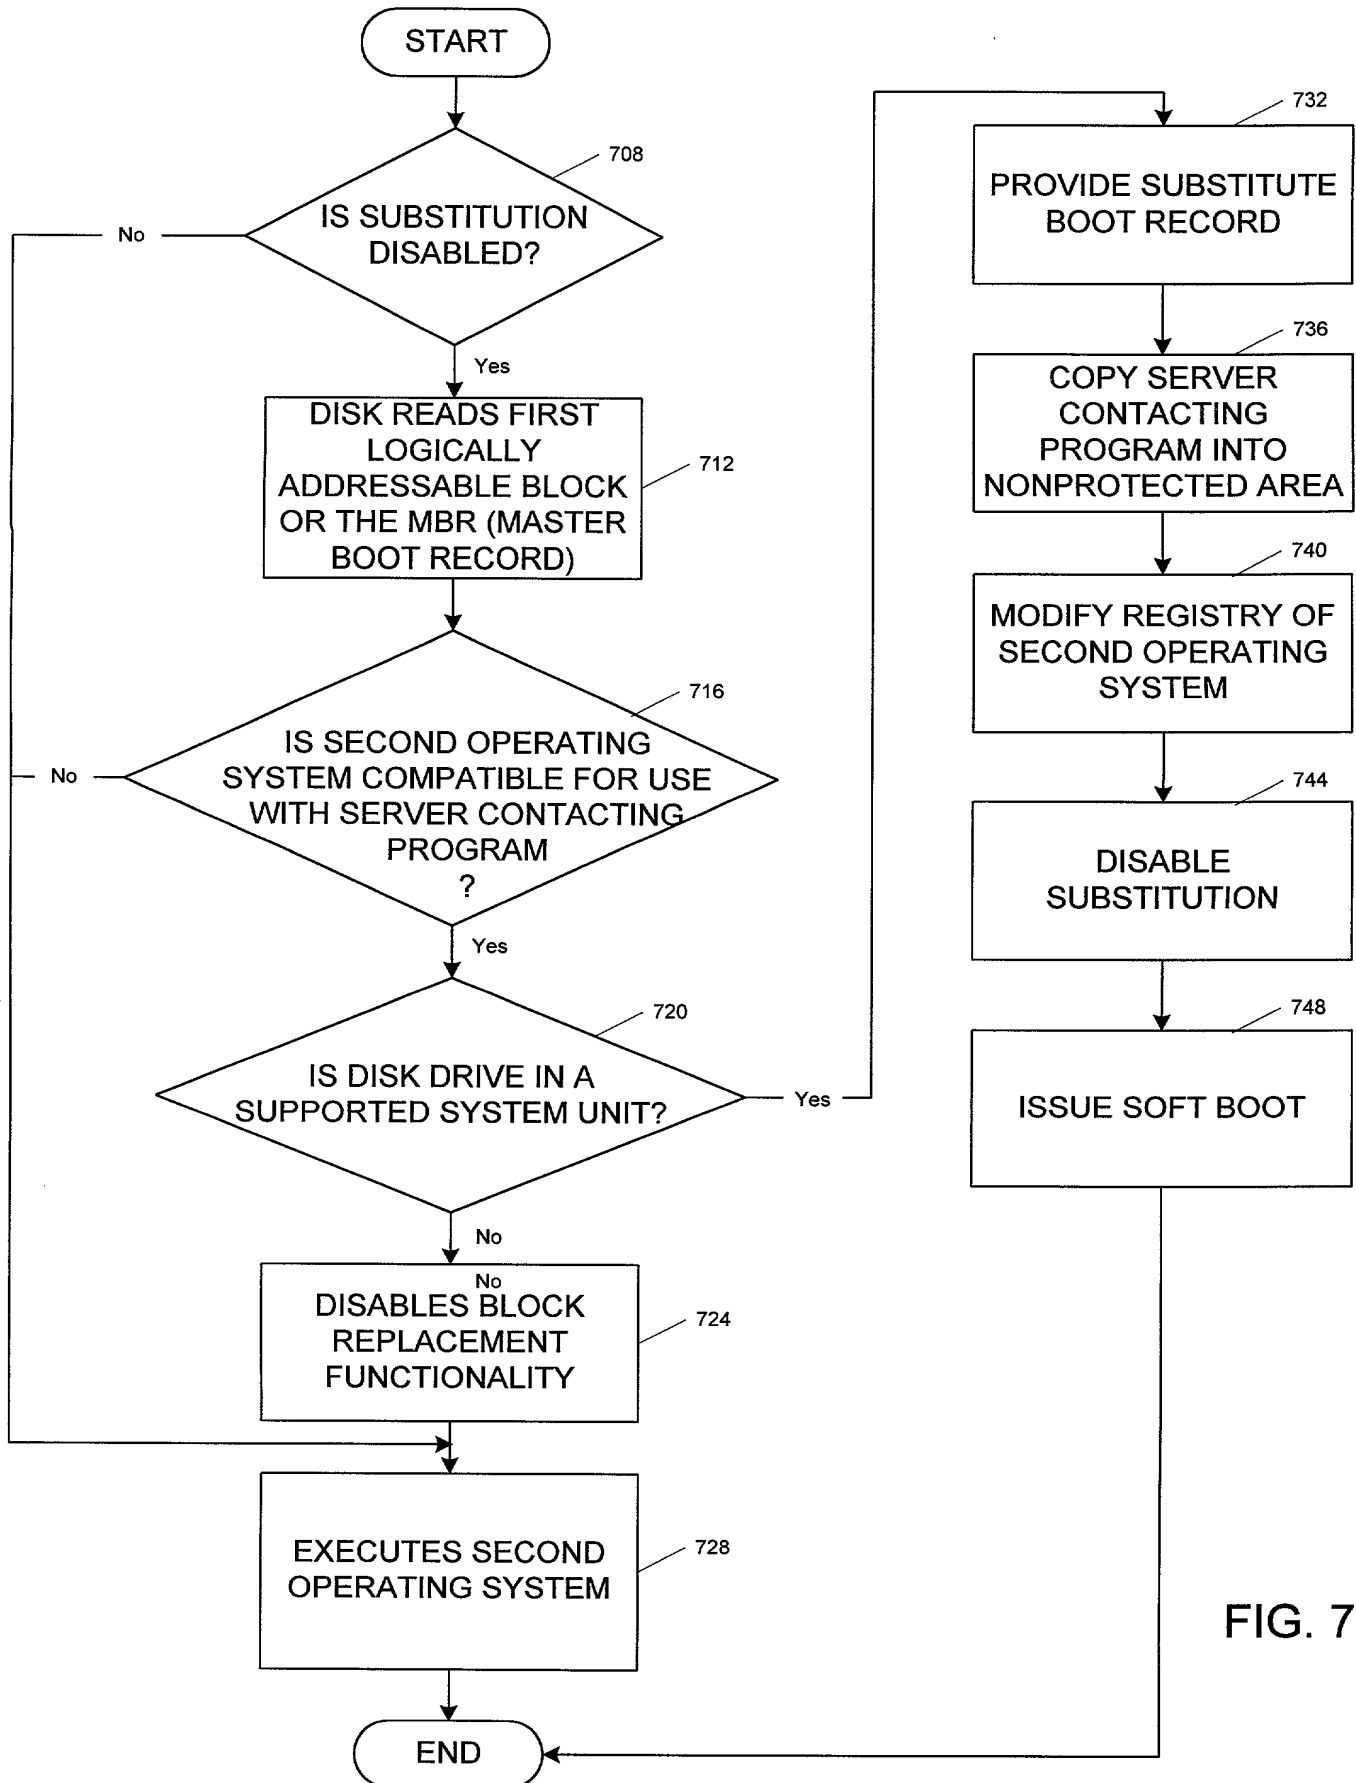 START
708
IS SUBSTITUTION
DISABLED?
No
Yes
DISK READS FIRST
LOGICALLY
ADDRESSABLE BLOCK
OR THE MBR (MASTER
BOOT RECORD)
712
716
IS SECOND OPERATING
SYSTEM COMPATIBLE FOR USE
WITH SERVER CONTACTING
PROGRAM
?
No
Yes
720
IS DISK DRIVE IN A
SUPPORTED SYSTEM UNIT?
Yes
No
No
DISABLES BLOCK
REPLACEMENT
FUNCTIONALITY
724
EXECUTES SECOND
OPERATING SYSTEM
728
END
732
PROVIDE SUBSTITUTE
BOOT RECORD
736
COPY SERVER
CONTACTING
PROGRAM INTO
NONPROTECTED AREA
740
MODIFY REGISTRY OF
SECOND OPERATING
SYSTEM
744
DISABLE
SUBSTITUTION
748
ISSUE SOFT BOOT
FIG. 7